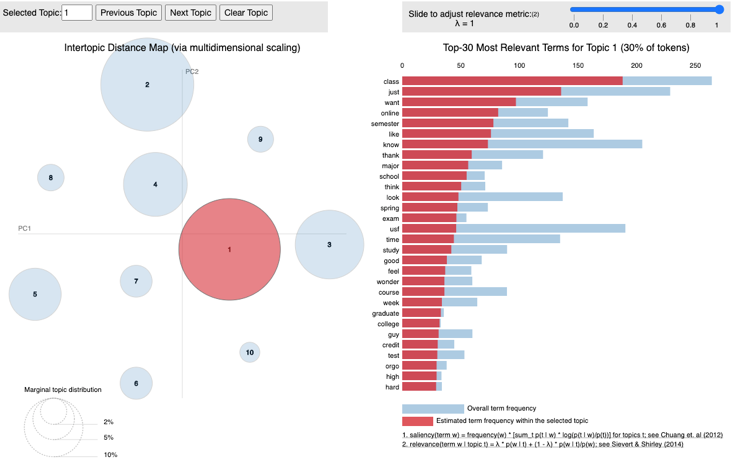 Selected Topic: 1 Previous Topic Next Topic Clear Topic
Slide to adjust relevance metric:(2)
λ = 1
0.0 0.2 0.4 0.6 0.8 1
Intertopic Distance Map (via multidimensional scaling)
PC2
PC1
2
9
8
4
1
3
7
5
10
6
Marginal topic distribution
2%
5%
10%
Top-30 Most Relevant Terms for Topic 1 (30% of tokens)
0 50 100 150 200 250
class
just
want
online
semester
like
know
thank
major
school
think
look
spring
exam
usf
time
study
good
feel
wonder
course
week
graduate
college
guy
credit
test
orgo
high
hard
Overall term frequency
Estimated term frequency within the selected topic
1. saliency(term w) = frequency(w) * [sum_t p(t | w) * log(p(t | w)/p(t))] for topics t; see Chuang et. al (2012)
2. relevance(term w | topic t) = λ * p(w | t) + (1 - λ) * p(w | t)/p(w); see Sievert & Shirley (2014)